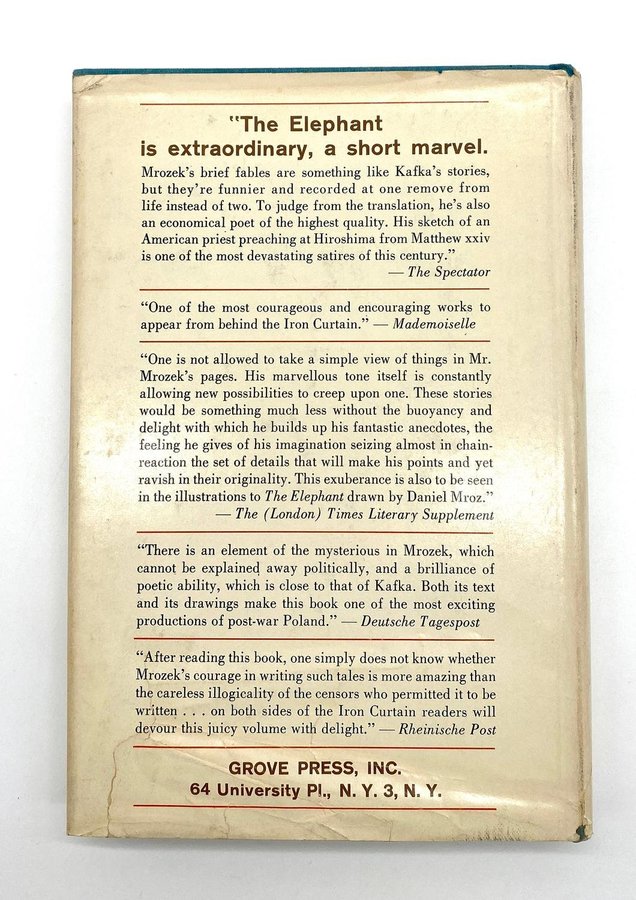 "The Elephant
is extraordinary, a short marvel.
Mrozek's brief fables are something like Kafka's stories,
but they're funnier and recorded at one remove from
life instead of two. To judge from the translation, he's also
an economical poet of the highest quality. His sketch of an
American priest preaching at Hiroshima from Matthew xxiv
is one of the most devastating satires of this century."
— The Spectator
"One of the most courageous and encouraging works to
appear from behind the Iron Curtain." — Mademoiselle
"One is not allowed to take a simple view of things in Mr.
Mrozek's pages. His marvellous tone itself is constantly
allowing new possibilities to creep upon one. These stories
would be something much less without the buoyancy and
delight with which he builds up his fantastic anecdotes, the
feeling he gives of his imagination seizing almost in chain-
reaction the set of details that will make his points and yet
ravish in their originality. This exuberance is also to be seen
in the illustrations to The Elephant drawn by Daniel Mroz."
— The (London) Times Literary Supplement
"There is an element of the mysterious in Mrozek, which
cannot be explained away politically, and a brilliance of
poetic ability, which is close to that of Kafka. Both its text
and its drawings make this book one of the most exciting
productions of post-war Poland." — Deutsche Tagespost
"After reading this book, one simply does not know whether
Mrozek's courage in writing such tales is more amazing than
the careless illogicality of the censors who permitted it to be
written . . . on both sides of the Iron Curtain readers will
devour this juicy volume with delight." — Rheinische Post
GROVE PRESS, INC.
64 University Pl., N. Y. 3, N. Y.